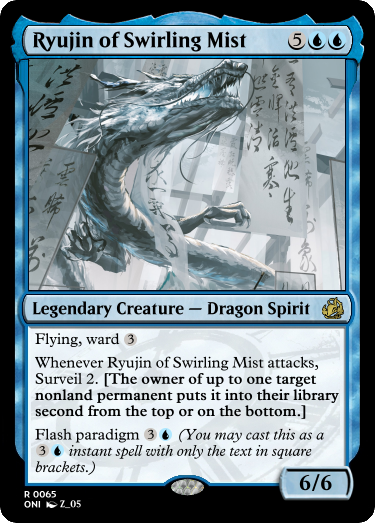 Ryujin of Swirling Mist 5UU
Legendary Creature — Dragon Spirit
Flying, ward 3
Whenever Ryujin of Swirling Mist attacks,
Surveil 2. [The owner of up to one target
nonland permanent puts it into their library
second from the top or on the bottom.]
Flash paradigm 3U (You may cast this as a
3U instant spell with only the text in square
brackets.)
6/6
R 0065
ONI Z_05